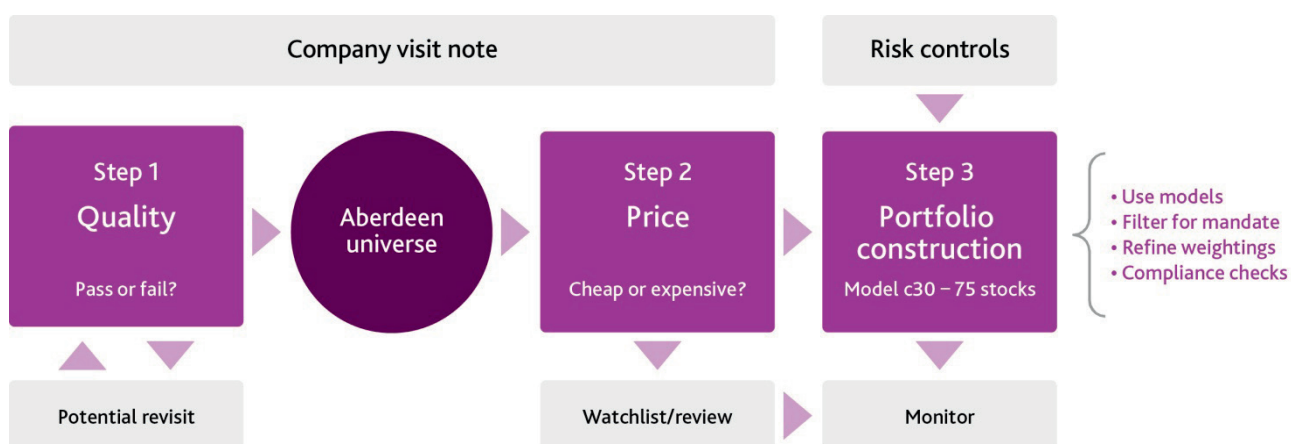 Company visit note
Risk controls
Step 1
Quality
Pass or fail?
Aberdeen
universe
Step 2
Price
Cheap or expensive?
Step 3
Portfolio
construction
Model c30 – 75 stocks
• Use models
• Filter for mandate
• Refine weightings
• Compliance checks
Potential revisit
Watchlist/review
Monitor